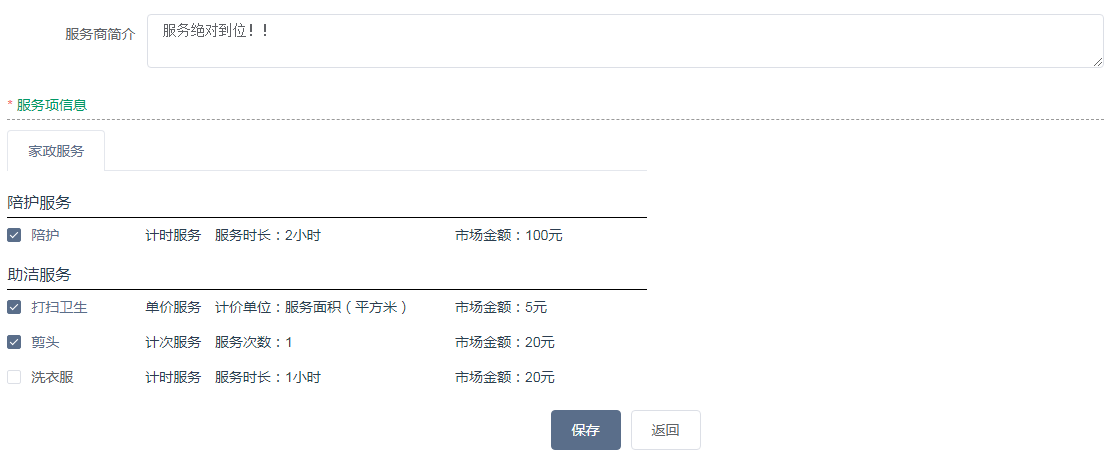 服务商简介 服务绝对到位！！
* 服务项信息
家政服务
陪护服务
陪护 计时服务 服务时长：2小时 市场金额：100元
助洁服务
打扫卫生 单价服务 计价单位：服务面积（平方米） 市场金额：5元
剪头 计次服务 服务次数：1 市场金额：20元
洗衣服 计时服务 服务时长：1小时 市场金额：20元
保存 返回